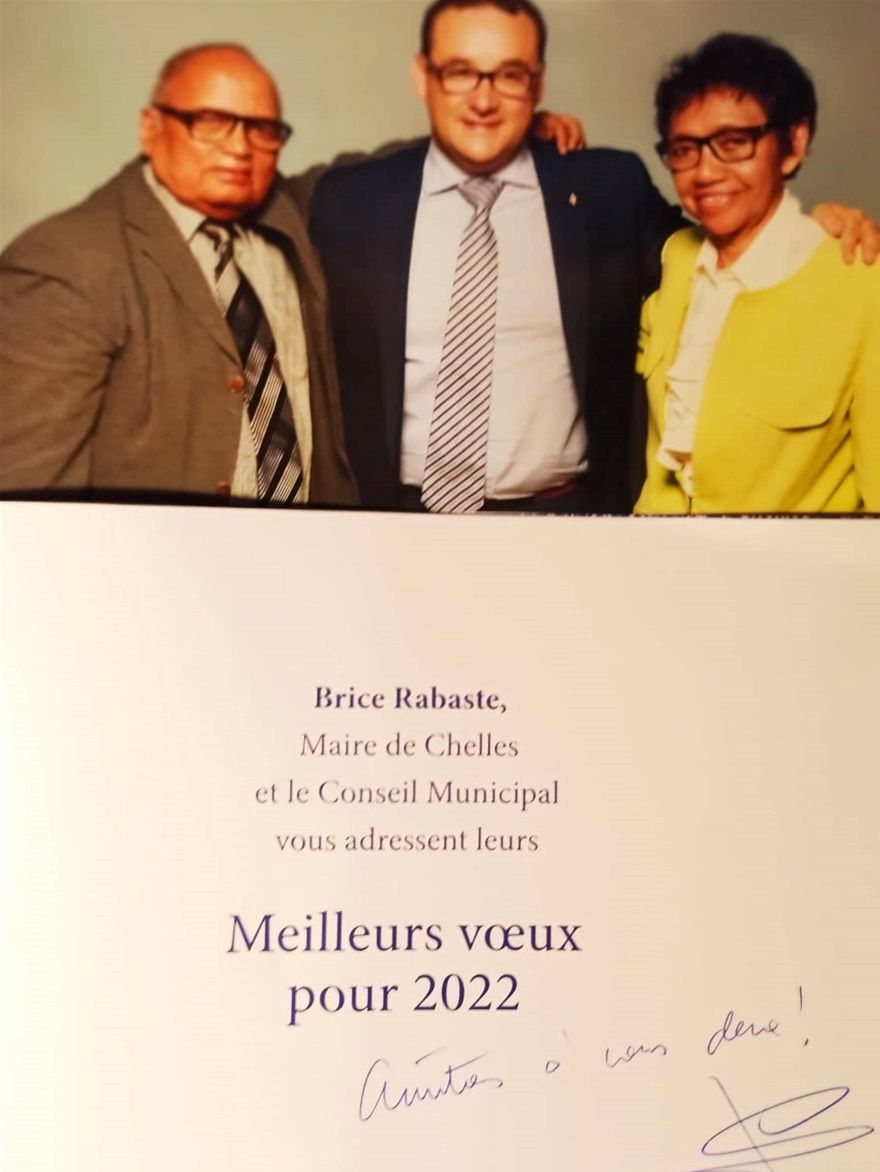 Brice Rabaste,
Maire de Chelles
et le Conseil Municipal
vous adressent leurs
Meilleurs vœux
pour 2022
Amitiés à vous deux!